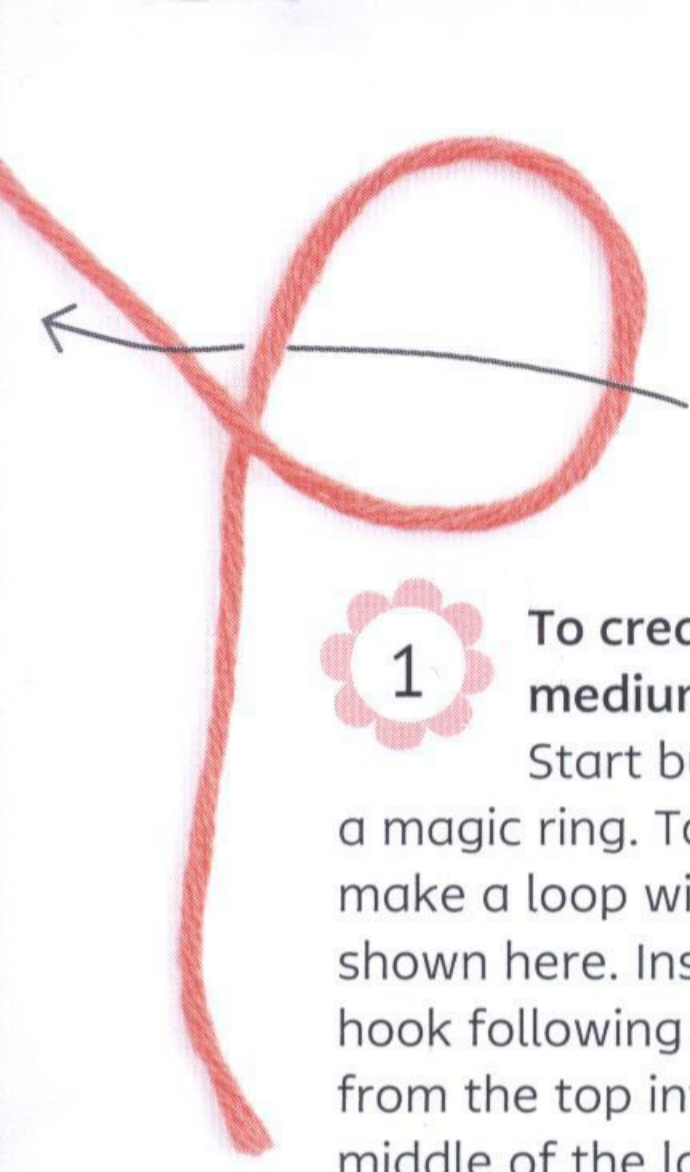 1
To crea
mediur
Start bu
a magic ring. To
make a loop wi
shown here. Ins
hook following
from the top in
middle of the lo